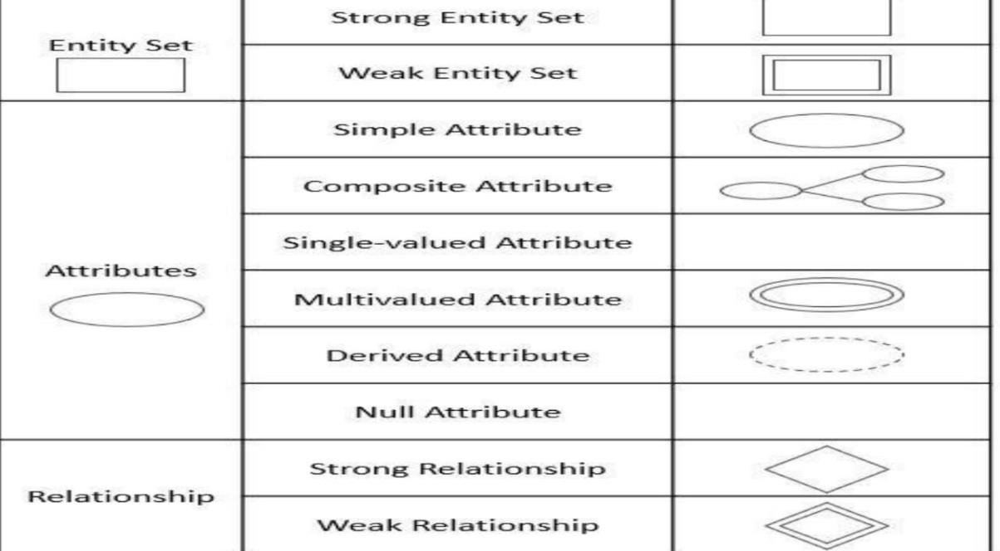 Entity Set
Strong Entity Set
Weak Entity Set
Attributes
Simple Attribute
Composite Attribute
Single-valued Attribute
Multivalued Attribute
Derived Attribute
Null Attribute
Relationship
Strong Relationship
Weak Relationship